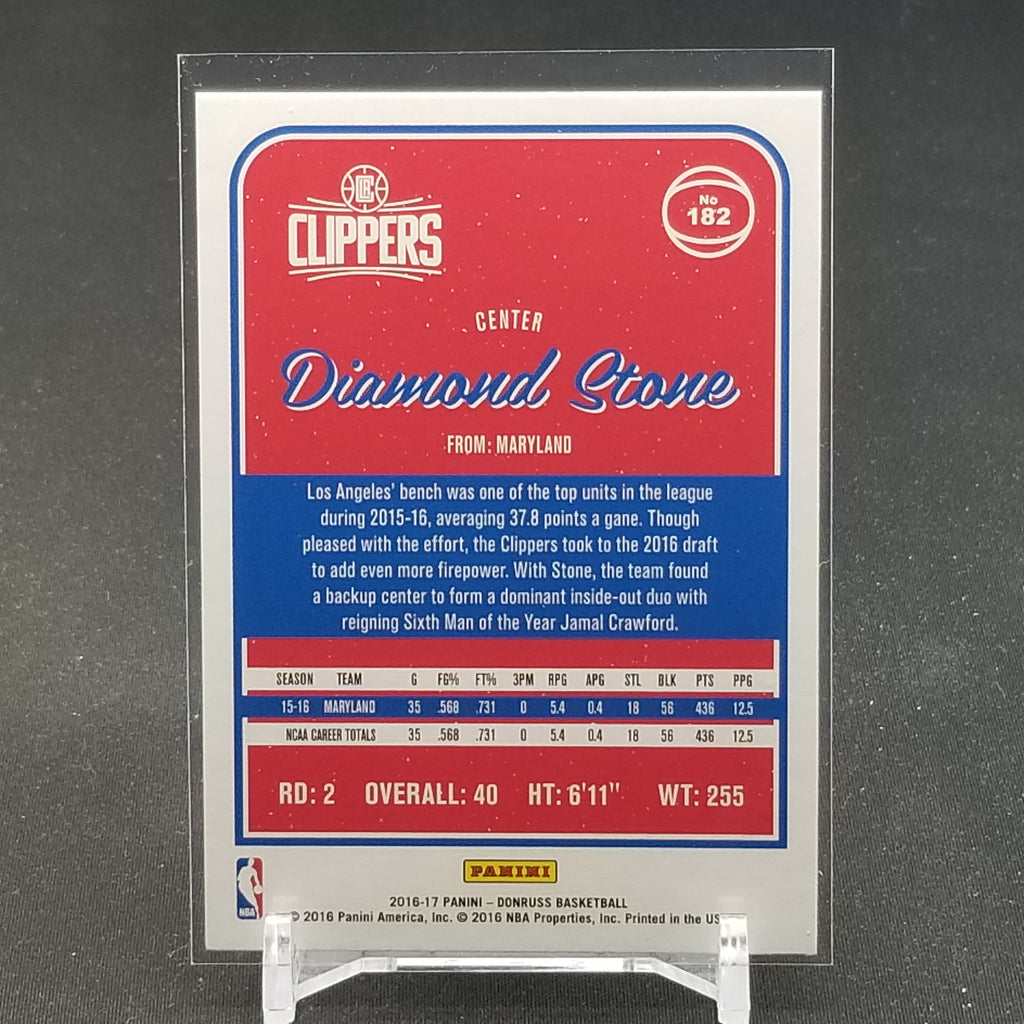 LAC
CLIPPERS
No
182
CENTER
Diamond Stone
FROM: MARYLAND
Los Angeles' bench was one of the top units in the league
during 2015-16, averaging 37.8 points a gane. Though
pleased with the effort, the Clippers took to the 2016 draft
to add even more firepower. With Stone, the team found
a backup center to form a dominant inside-out duo with
reigning Sixth Man of the Year Jamal Crawford.
SEASON TEAM G FG% FT% 3PM RPG APG STL BLK PTS PPG
15-16 MARYLAND 35 .568 .731 0 5.4 0.4 18 56 436 12.5
NCAA CAREER TOTALS 35 .568 .731 0 5.4 0.4 18 56 436 12.5
RD: 2 OVERALL: 40 HT: 6'11" WT: 255
NBA
PANINI
2016-17 PANINI – DONRUSS BASKETBALL
© 2016 Panini America, Inc. © 2016 NBA Properties, Inc. Printed in the US